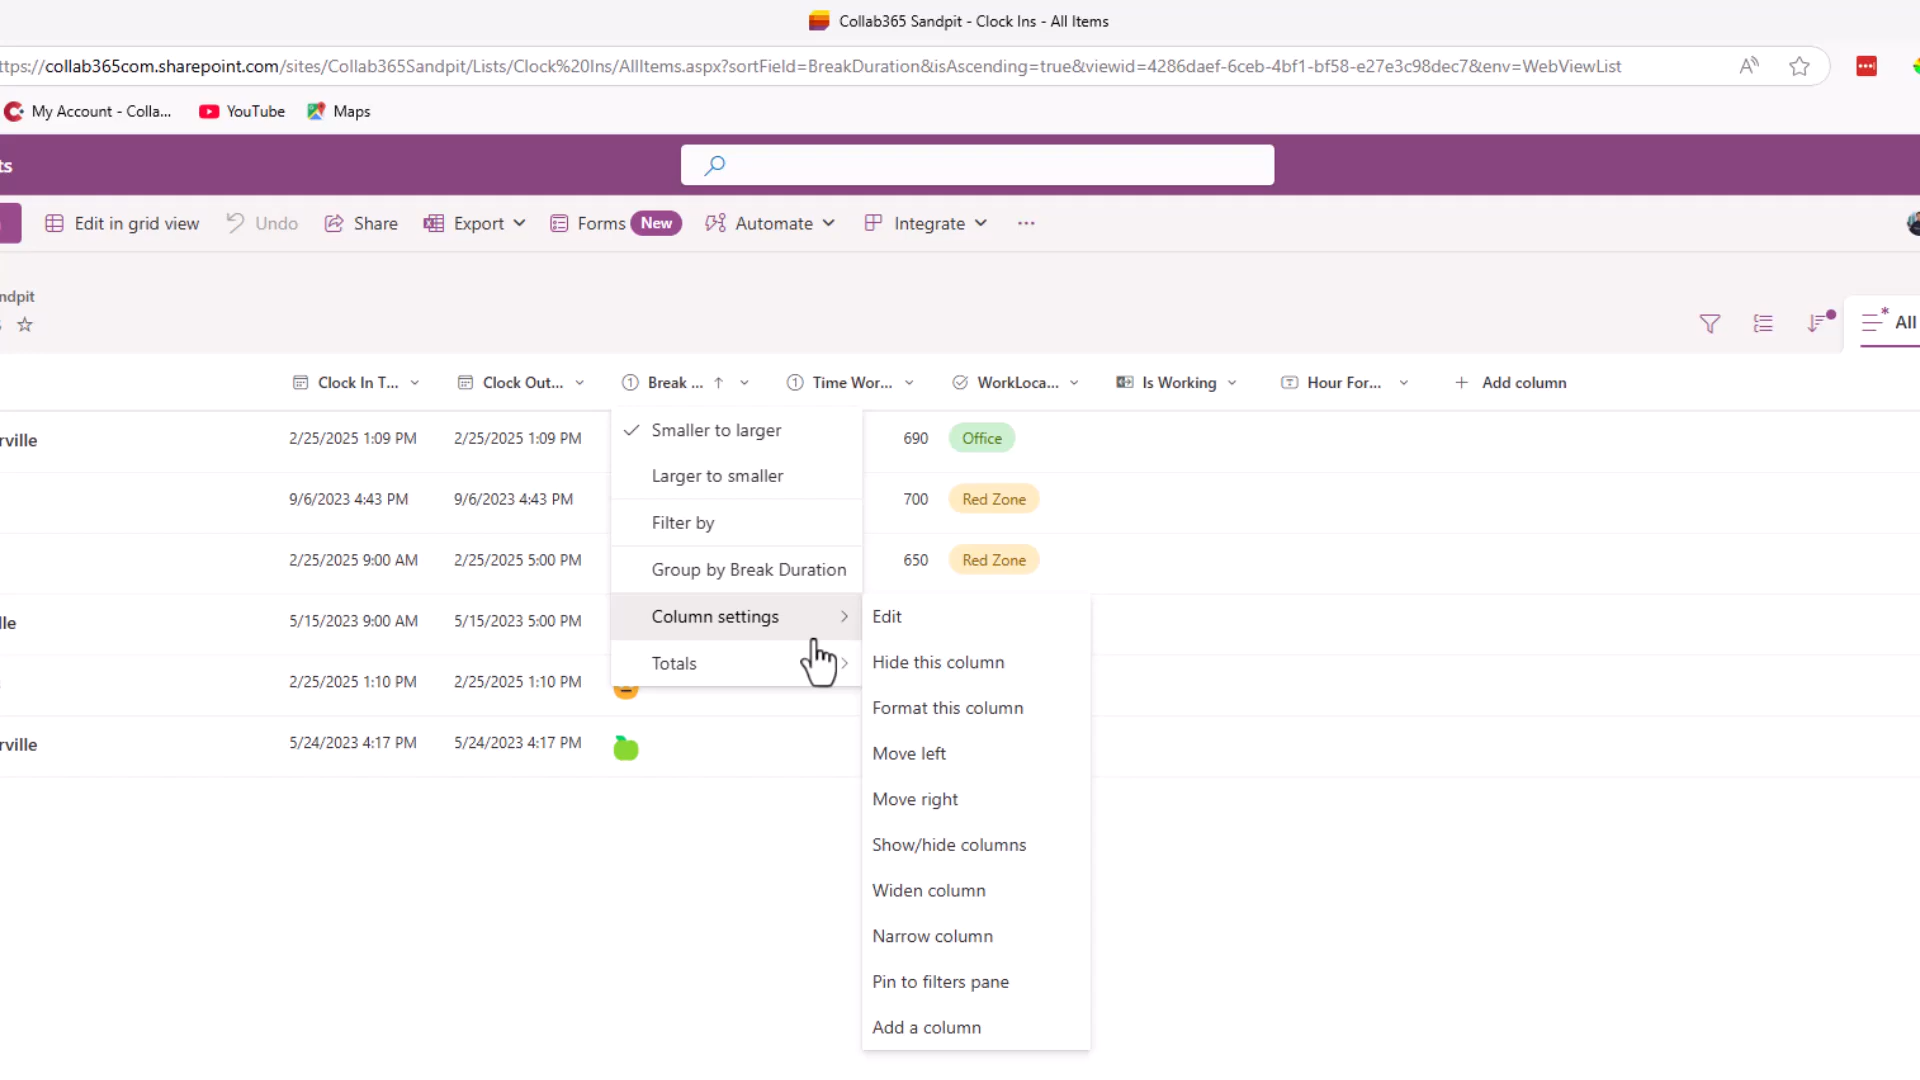 Collab365 Sandpit - Clock Ins - All Items
ttps://collab365com.sharepoint.com/sites/Collab365Sandpit/Lists/Clock%20Ins/AllItems.aspx?sortField=BreakDuration&isAscending=true&viewid=4286daef-6ceb-4bf1-bf58-e27e3c98dec7&env=WebViewList
My Account - Colla... YouTube Maps
ts
Edit in grid view Undo Share Export Forms New Automate Integrate ...
ndpit
All
Clock In T... Clock Out... Break ... Time Wor... WorkLoca... Is Working Hour For... + Add column
rville 2/25/2025 1:09 PM 2/25/2025 1:09 PM 690 Office
9/6/2023 4:43 PM 9/6/2023 4:43 PM 700 Red Zone
2/25/2025 9:00 AM 2/25/2025 5:00 PM 650 Red Zone
lle 5/15/2023 9:00 AM 5/15/2023 5:00 PM
2/25/2025 1:10 PM 2/25/2025 1:10 PM
rville 5/24/2023 4:17 PM 5/24/2023 4:17 PM
Smaller to larger
Larger to smaller
Filter by
Group by Break Duration
Column settings
Totals
Edit
Hide this column
Format this column
Move left
Move right
Show/hide columns
Widen column
Narrow column
Pin to filters pane
Add a column